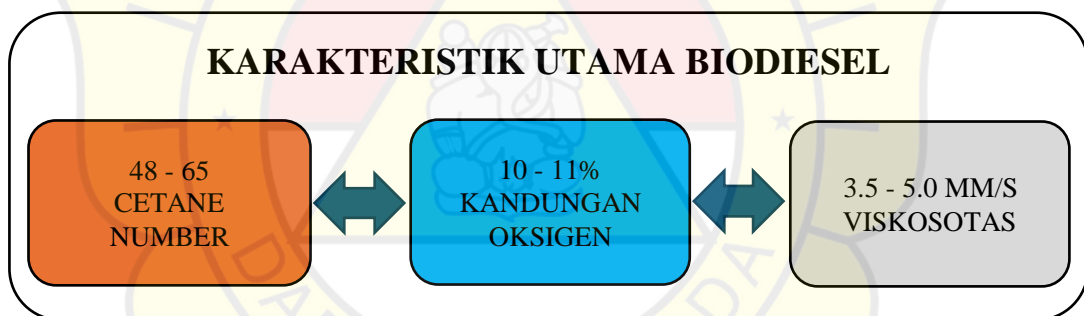 KARAKTERISTIK UTAMA BIODIESEL
48 - 65
CETANE
NUMBER
10 - 11%
KANDUNGAN
OKSIGEN
3.5 - 5.0 MM/S
VISKOSOTAS